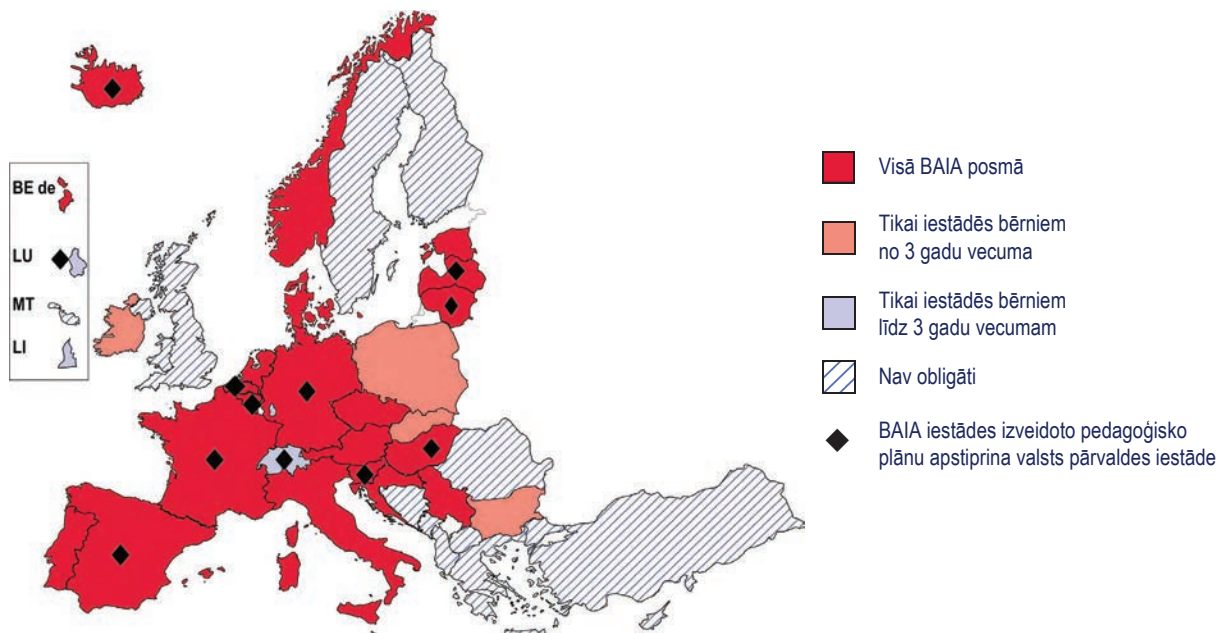 BE de
LU
MT
LI
Visā BAIA posmā
Tikai iestādēs bērniem
no 3 gadu vecuma
Tikai iestādēs bērniem
līdz 3 gadu vecumam
Nav obligāti
BAIA iestādes izveidoto pedagoģisko
plānu apstiprina valsts pārvaldes iestāde